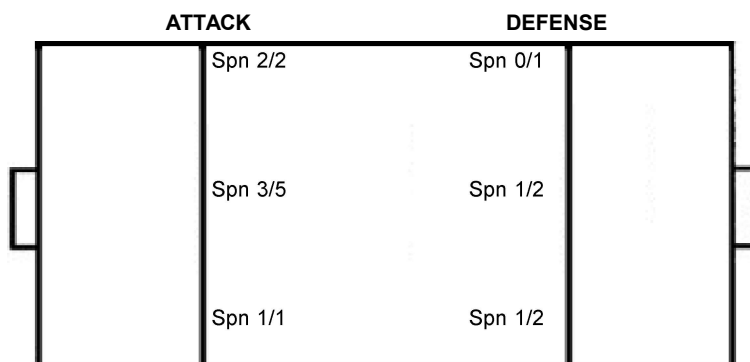 ATTACK DEFENSE
Spn 2/2 Spn 0/1
Spn 3/5 Spn 1/2
Spn 1/1 Spn 1/2